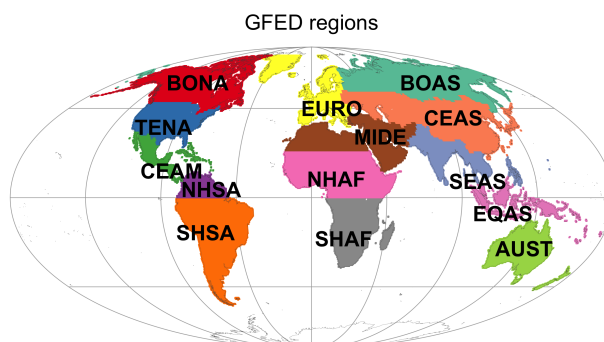 GFED regions
BONA
BOAS
EURO
CEAS
TENA
MIDE
CEAM
NHSA
NHAF
SEAS
EQAS
SHSA
SHAF
AUST